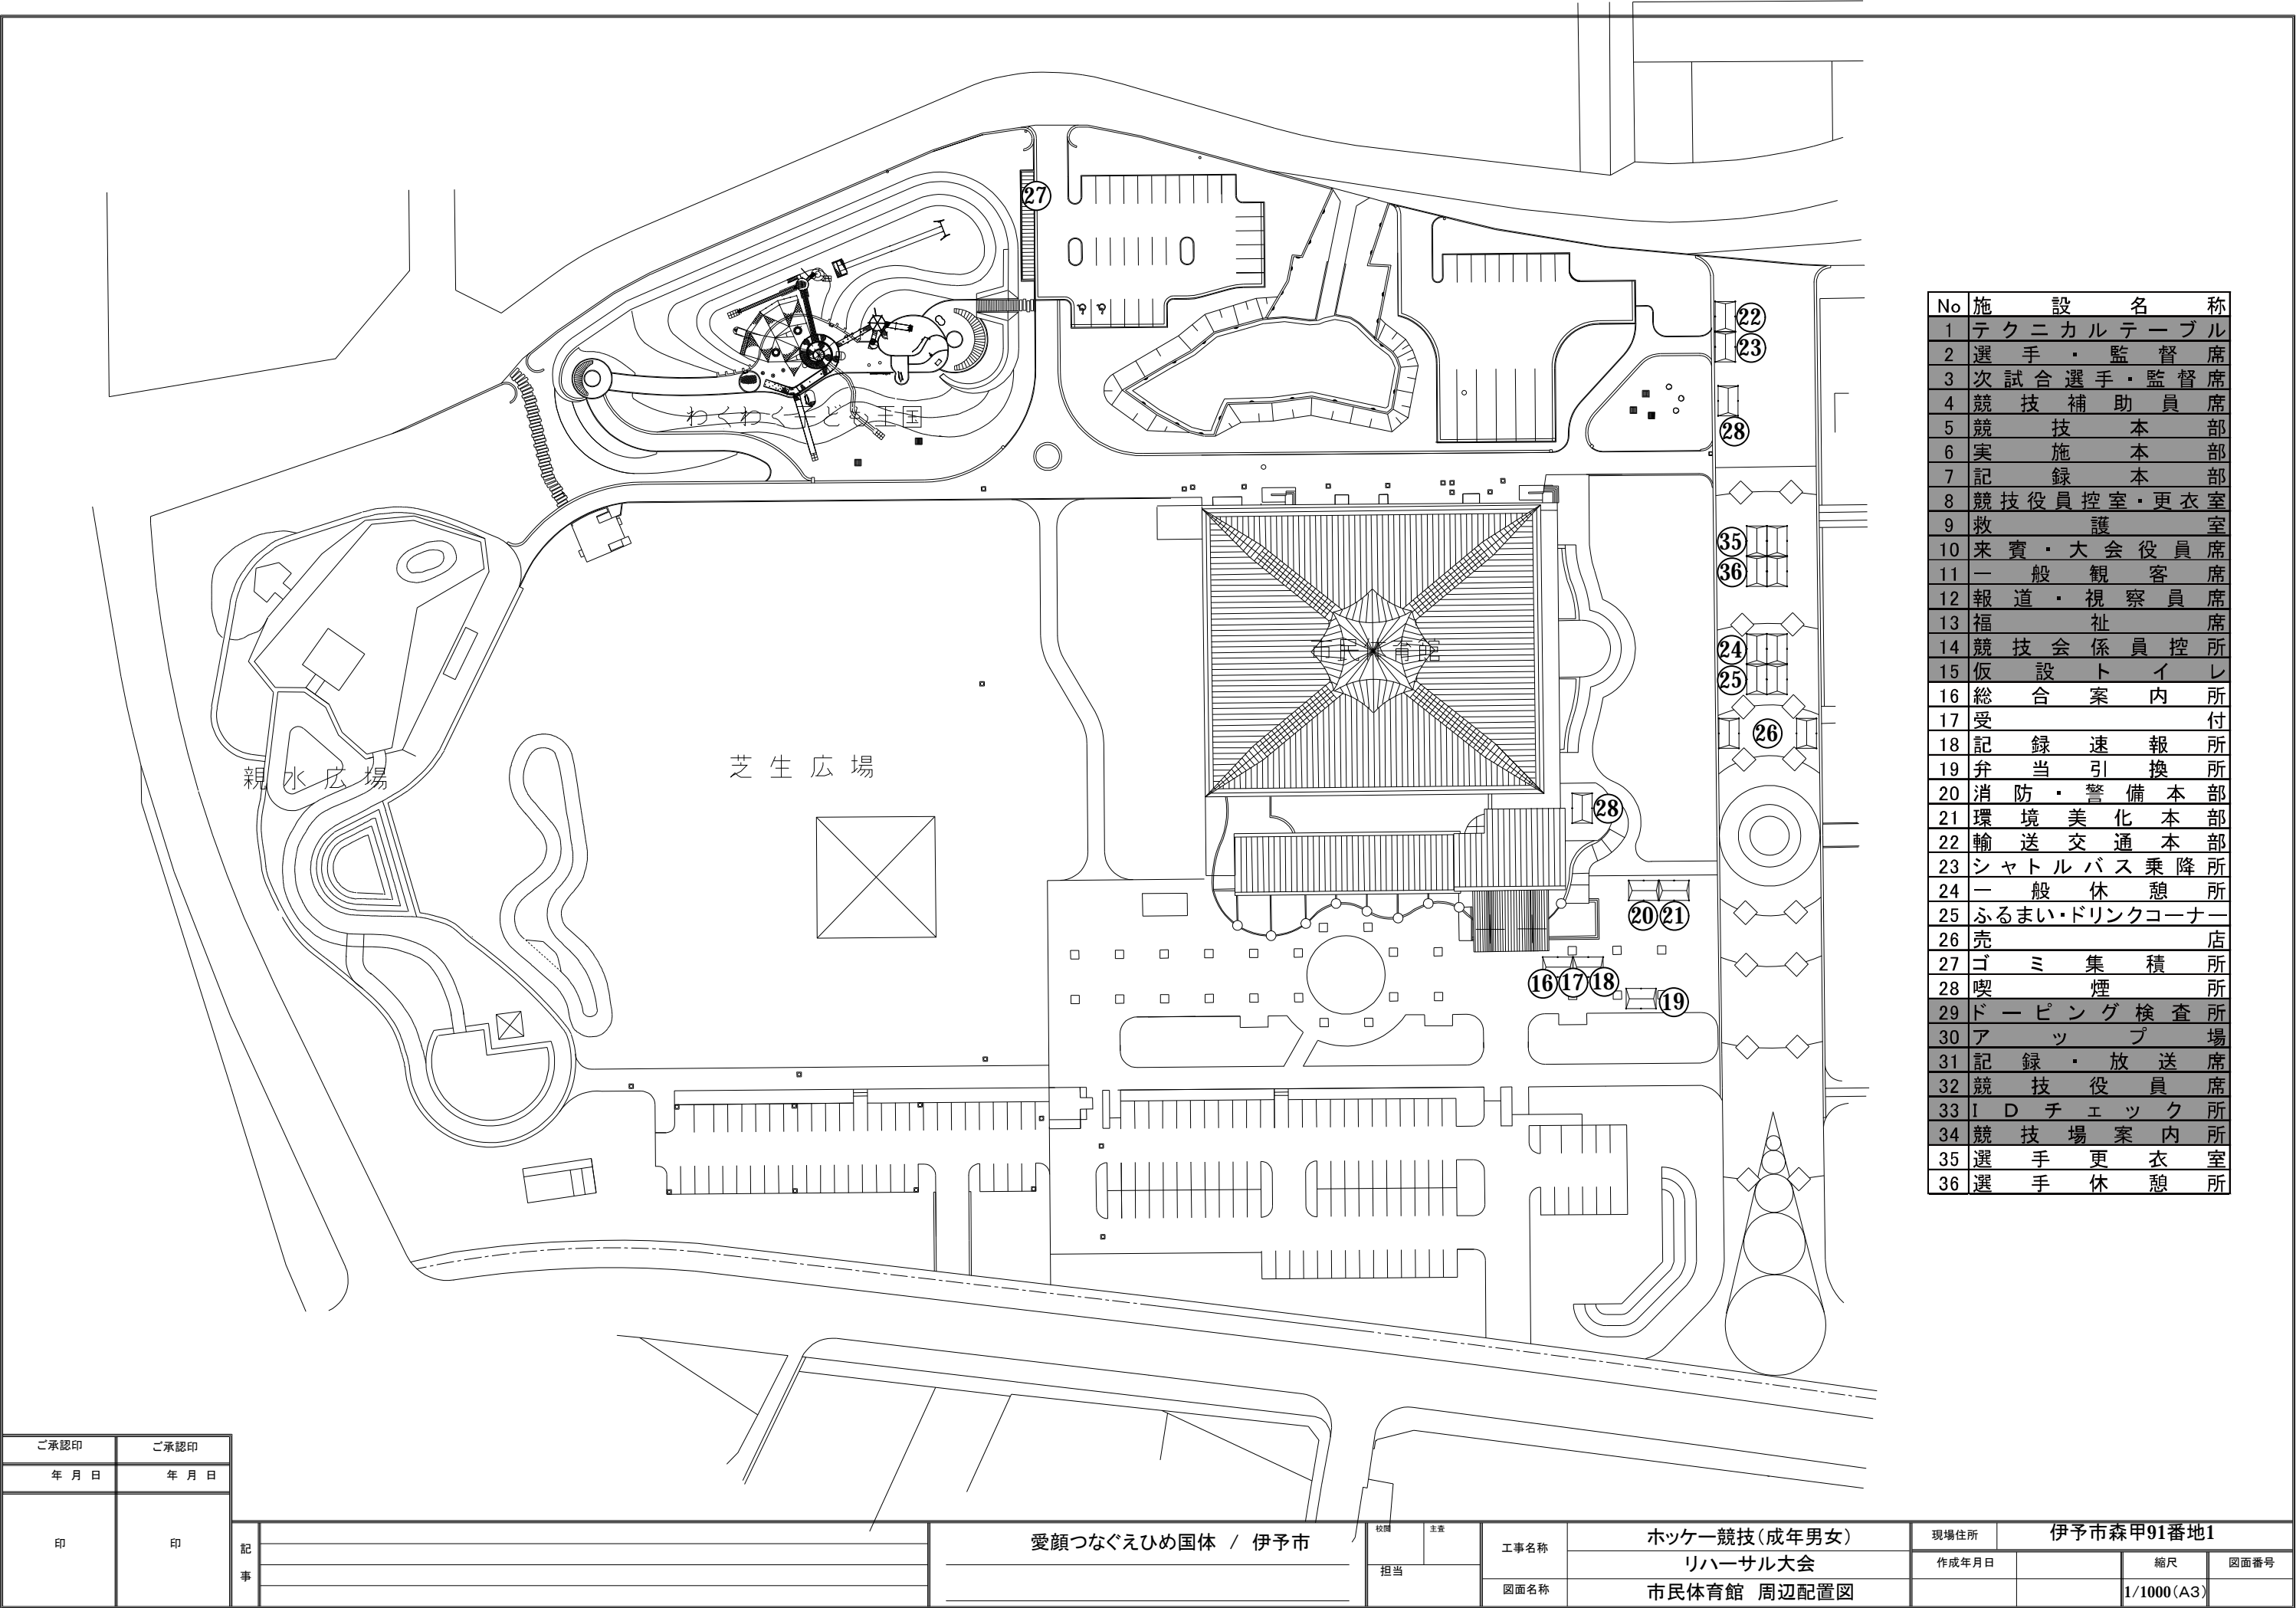 27
22
23
28
わくわくこども王国
35
36
24
25
26
親水広場
芝生広場
28
20 21
16 17 18
19
No 施設名称
1 テクニカルテーブル
2 選手・監督席
3 次試合選手・監督席
4 競技補助員席
5 競技本部
6 実施本部
7 記録本部
8 競技役員控室・更衣室
9 救護室
10 来賓・大会役員席
11 一般観客席
12 報道・視察員席
13 福祉席
14 競技会係員控所
15 仮設トイレ
16 総合案内所
17 受付
18 記録速報所
19 弁当引換所
20 消防・警備本部
21 環境美化本部
22 輸送交通本部
23 シャトルバス乗降所
24 一般休憩所
25 ふるまい・ドリンクコーナー
26 売店
27 ゴミ集積所
28 喫煙所
29 ドーピング検査所
30 アップ場
31 記録・放送席
32 競技役員席
33 IDチェック所
34 競技場案内所
35 選手更衣室
36 選手休憩所
ご承認印 ご承認印
年 月 日 年 月 日
印 印
記事
愛顔つなぐえひめ国体 / 伊予市
校閲 主査
担当
工事名称 ホッケー競技(成年男女)
リハーサル大会
図面名称 市民体育館 周辺配置図
現場住所 伊予市森甲91番地1
作成年月日 縮尺 図面番号
1/1000(A3)